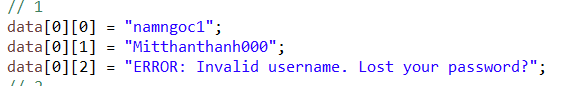 // 1
data[0][0] = "namngoc1";
data[0][1] = "Mitthanthanh000";
data[0][2] = "ERROR: Invalid username. Lost your password?";